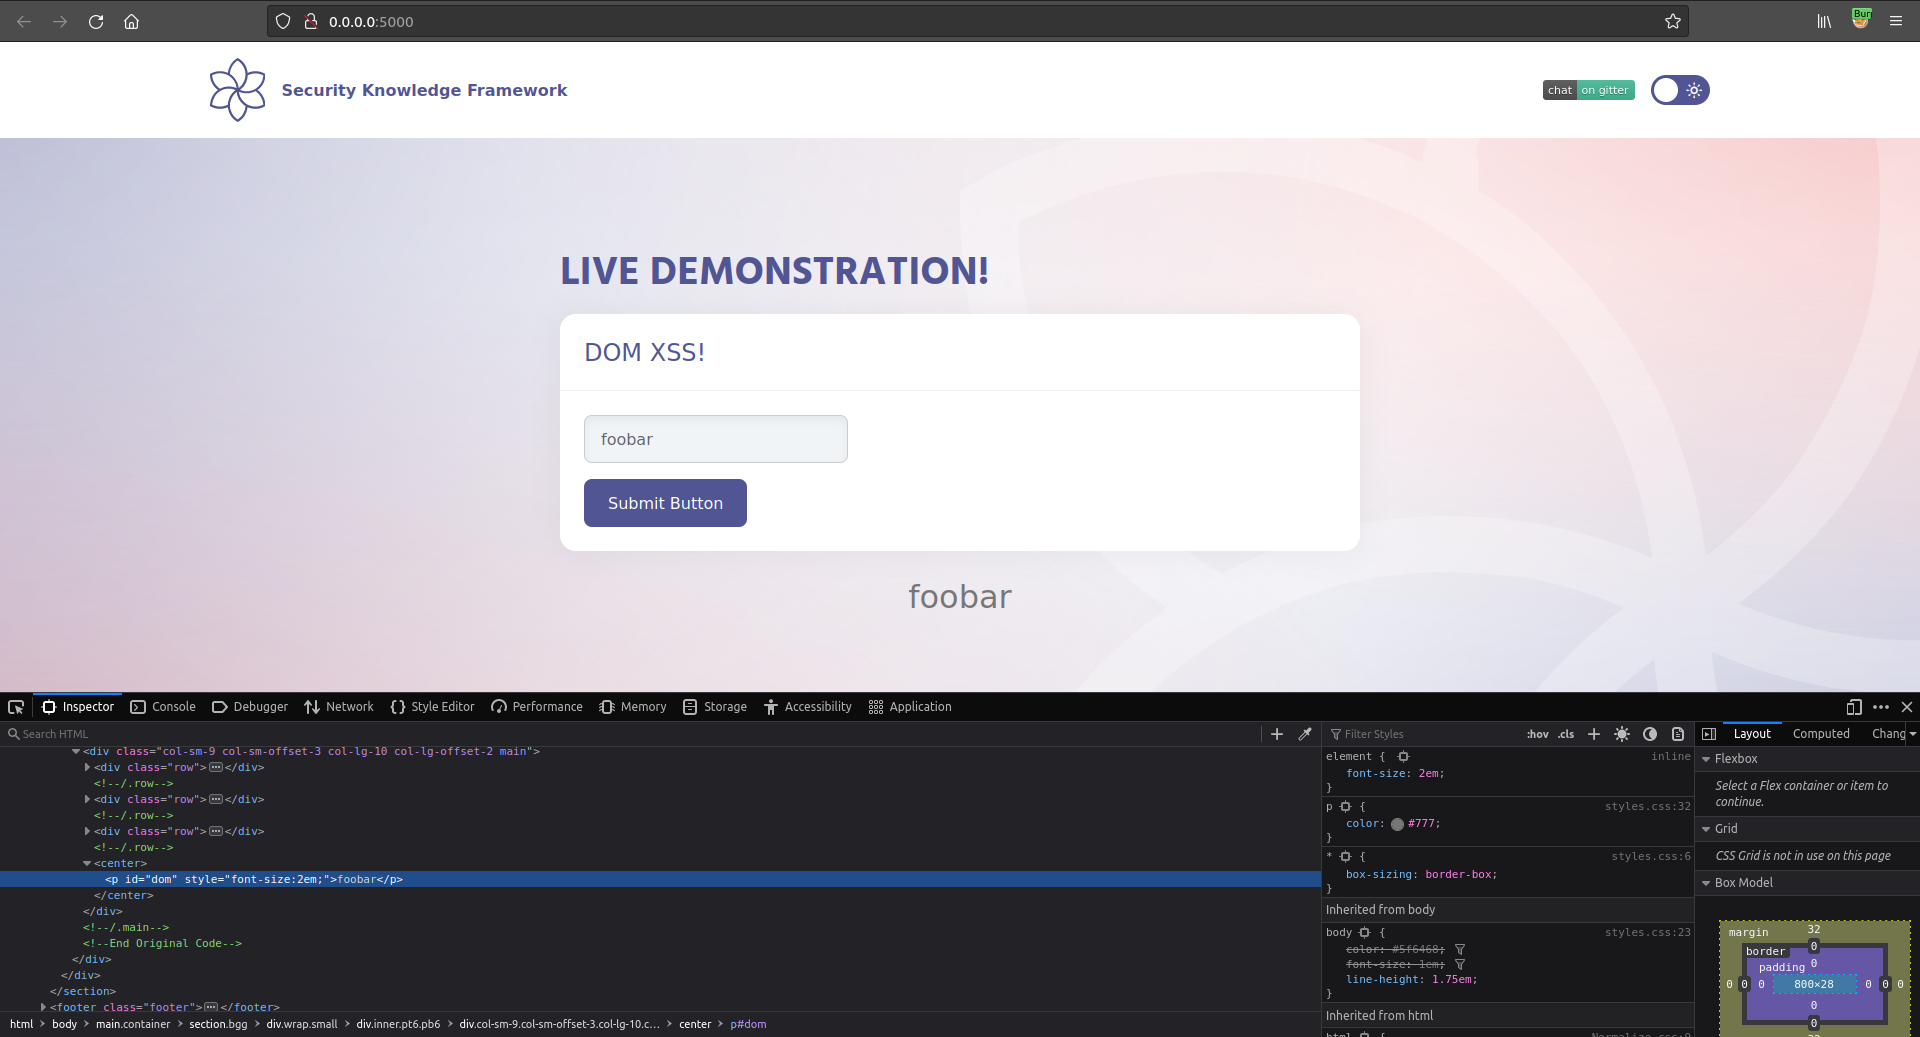 0.0.0.0:5000
Security Knowledge Framework
chat on gitter
LIVE DEMONSTRATION!
DOM XSS!
foobar
Submit Button
foobar
Inspector Console Debugger Network Style Editor Performance Memory Storage Accessibility Application
Search HTML
<div class="col-sm-9 col-sm-offset-3 col-lg-10 col-lg-offset-2 main">
<div class="row"></div>
<!--/.row-->
<div class="row"></div>
<!--/.row-->
<div class="row"></div>
<!--/.row-->
<center>
<p id="dom" style="font-size:2em;">foobar</p>
</center>
</div>
<!--/.main-->
<!--End Original Code-->
</div>
</div>
</section>
<footer class="footer"></footer>
html > body > main.container > section.bgg > div.wrap.small > div.inner.pt6.pb6 > div.col-sm-9.col-sm-offset-3.col-lg-10.c... > center > p#dom
Filter Styles :hov .cls +
element { inline
font-size: 2em;
}
p { styles.css:32
color: #777;
}
* { styles.css:6
box-sizing: border-box;
}
Inherited from body
body { styles.css:23
color: #5f6468;
font-size: 1em;
line-height: 1.75em;
}
Inherited from html
Layout Computed Chang
Flexbox
Select a Flex container or item to
continue.
Grid
CSS Grid is not in use on this page
Box Model
margin 32
border 0
padding 0
0 0 0 800×28 0 0 0
0
0